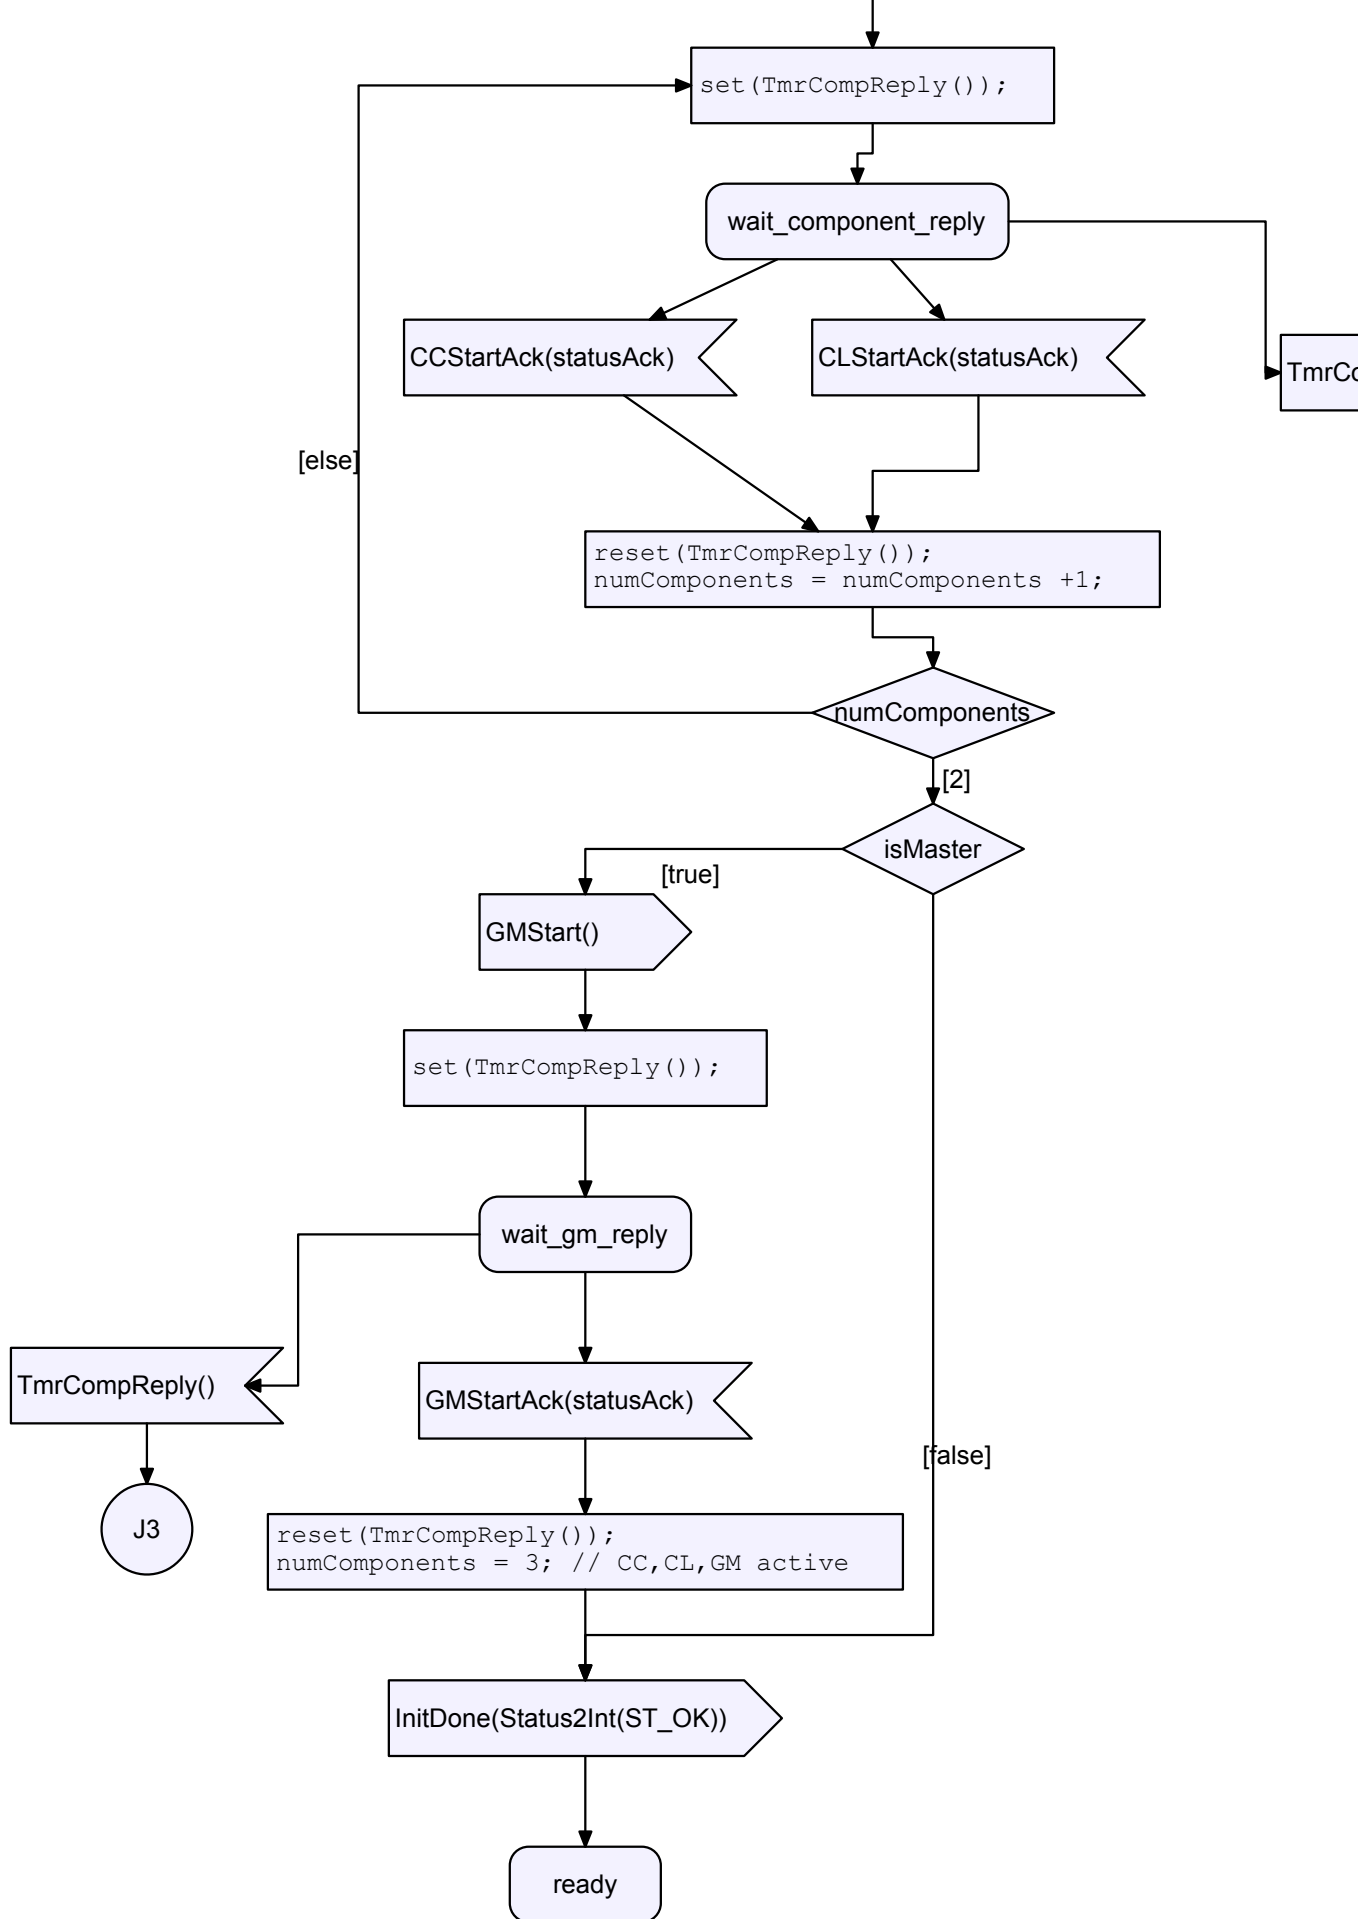 set(TmrCompReply());
wait_component_reply
CCStartAck(statusAck)
CLStartAck(statusAck)
[else]
reset(TmrCompReply());
numComponents = numComponents +1;
numComponents
[2]
isMaster
[true]
GMStart()
set(TmrCompReply());
wait_gm_reply
TmrCompReply()
GMStartAck(statusAck)
[false]
J3
reset(TmrCompReply());
numComponents = 3; // CC,CL,GM active
InitDone(Status2Int(ST_OK))
ready